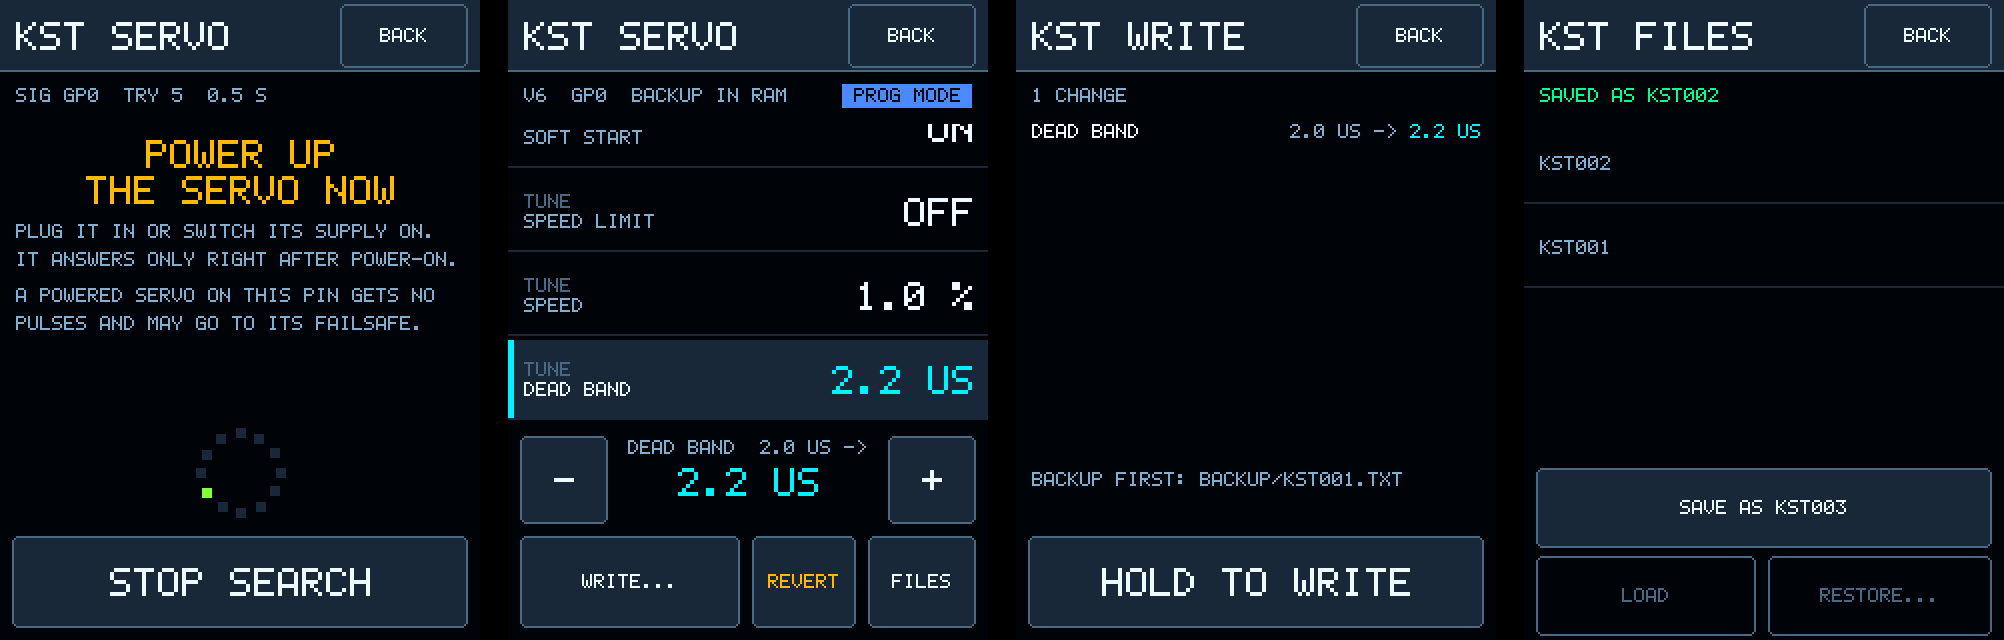 KST SERVO
BACK
SIG GP0 TRY 5 0.5 S
POWER UP
THE SERVO NOW
PLUG IT IN OR SWITCH ITS SUPPLY ON.
IT ANSWERS ONLY RIGHT AFTER POWER-ON.
A POWERED SERVO ON THIS PIN GETS NO
PULSES AND MAY GO TO ITS FAILSAFE.
STOP SEARCH
KST SERVO
BACK
V6 GP0 BACKUP IN RAM PROG MODE
SOFT START ON
TUNE
SPEED LIMIT OFF
TUNE
SPEED 1.0 %
TUNE
DEAD BAND 2.2 US
DEAD BAND 2.0 US ->
2.2 US
-
+
WRITE...
REVERT
FILES
KST WRITE
BACK
1 CHANGE
DEAD BAND 2.0 US -> 2.2 US
BACKUP FIRST: BACKUP/KST001.TXT
HOLD TO WRITE
KST FILES
BACK
SAVED AS KST002
KST002
KST001
SAVE AS KST003
LOAD
RESTORE...